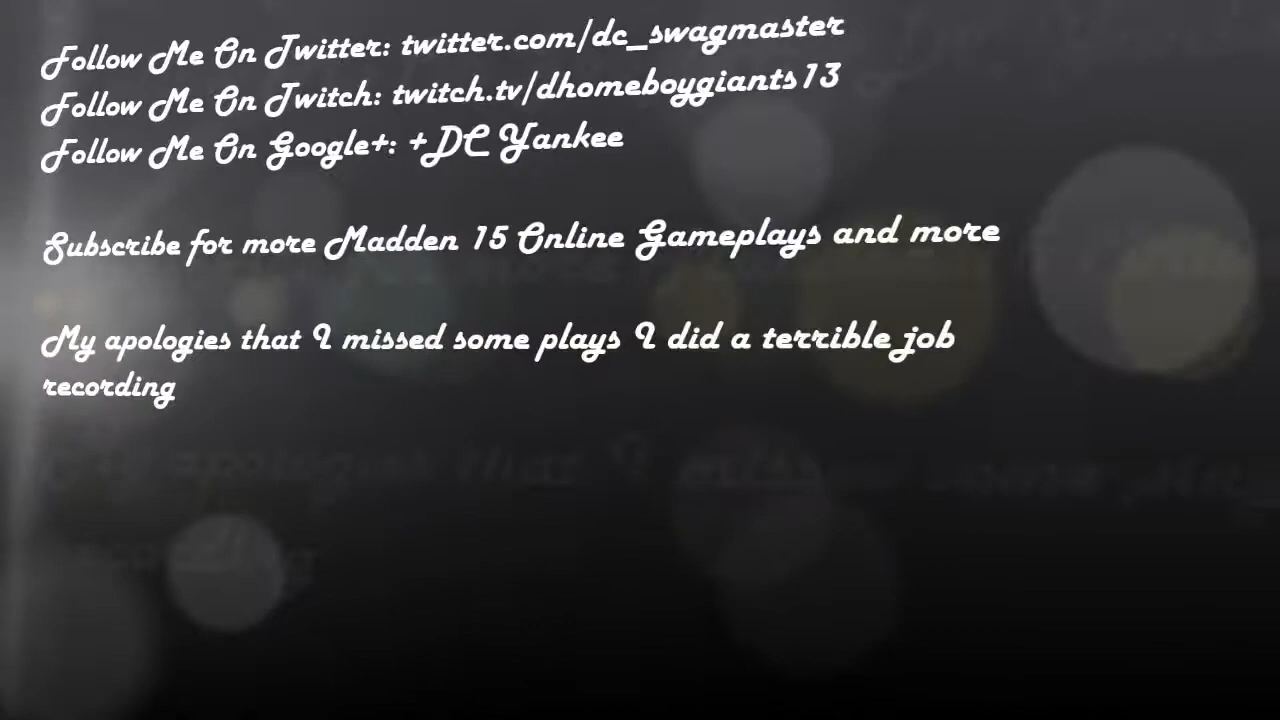 Follow Me On Twitter: twitter.com/dc_swagmaster
Follow Me On Twitch: twitch.tv/dhomeboygiants13
Follow Me On Google+: +DC Yankee
Subscribe for more Madden 15 Online Gameplays and more
My apologies that I missed some plays I did a terrible job
recording